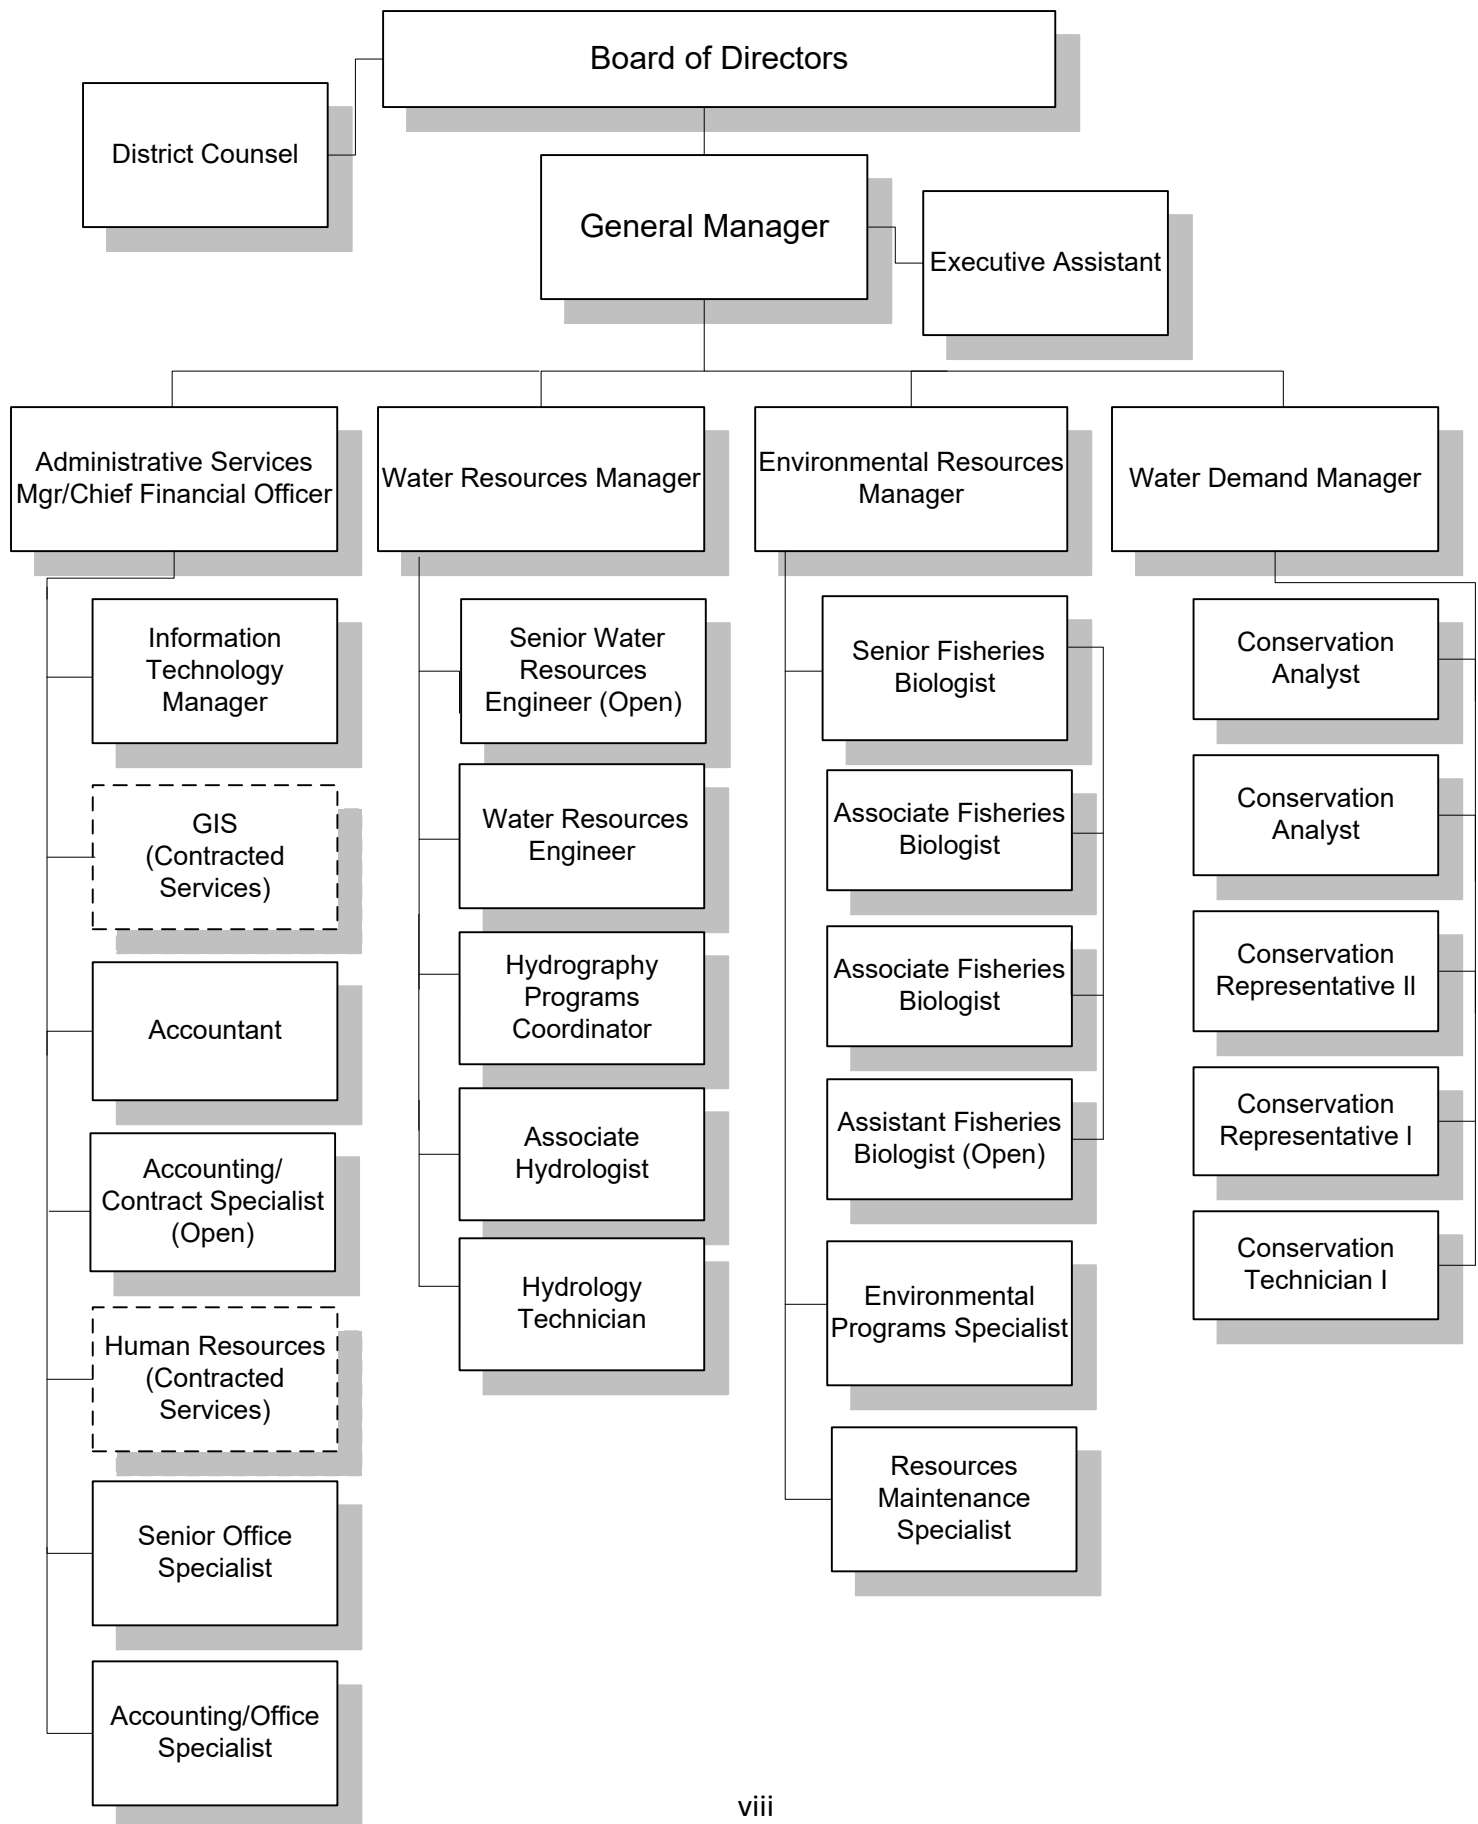 Board of Directors
District Counsel
General Manager
Executive Assistant
Administrative Services
Mgr/Chief Financial Officer
Water Resources Manager
Environmental Resources
Manager
Water Demand Manager
Information
Technology
Manager
GIS
(Contracted
Services)
Accountant
Accounting/
Contract Specialist
(Open)
Human Resources
(Contracted
Services)
Senior Office
Specialist
Accounting/Office
Specialist
Senior Water
Resources
Engineer (Open)
Water Resources
Engineer
Hydrography
Programs
Coordinator
Associate
Hydrologist
Hydrology
Technician
Senior Fisheries
Biologist
Associate Fisheries
Biologist
Associate Fisheries
Biologist
Assistant Fisheries
Biologist (Open)
Environmental
Programs Specialist
Resources
Maintenance
Specialist
Conservation
Analyst
Conservation
Analyst
Conservation
Representative II
Conservation
Representative I
Conservation
Technician I
viii